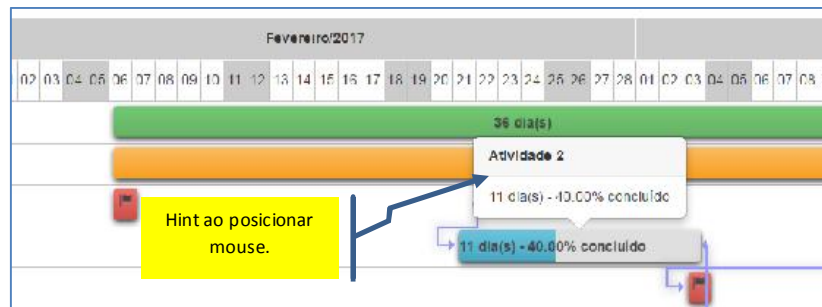 Fevereiro/2017
02 03 04 05 06 07 08 09 10 11 12 13 14 15 16 17 18 19 20 21 22 23 24 25 26 27 28 01 02 03 04 05 06 07 08
36 dia(s)
Atividade 2
11 dia(s) - 40.00% concluído
Hint ao posicionar
mouse.
11 dia(s) - 40.00% concluído